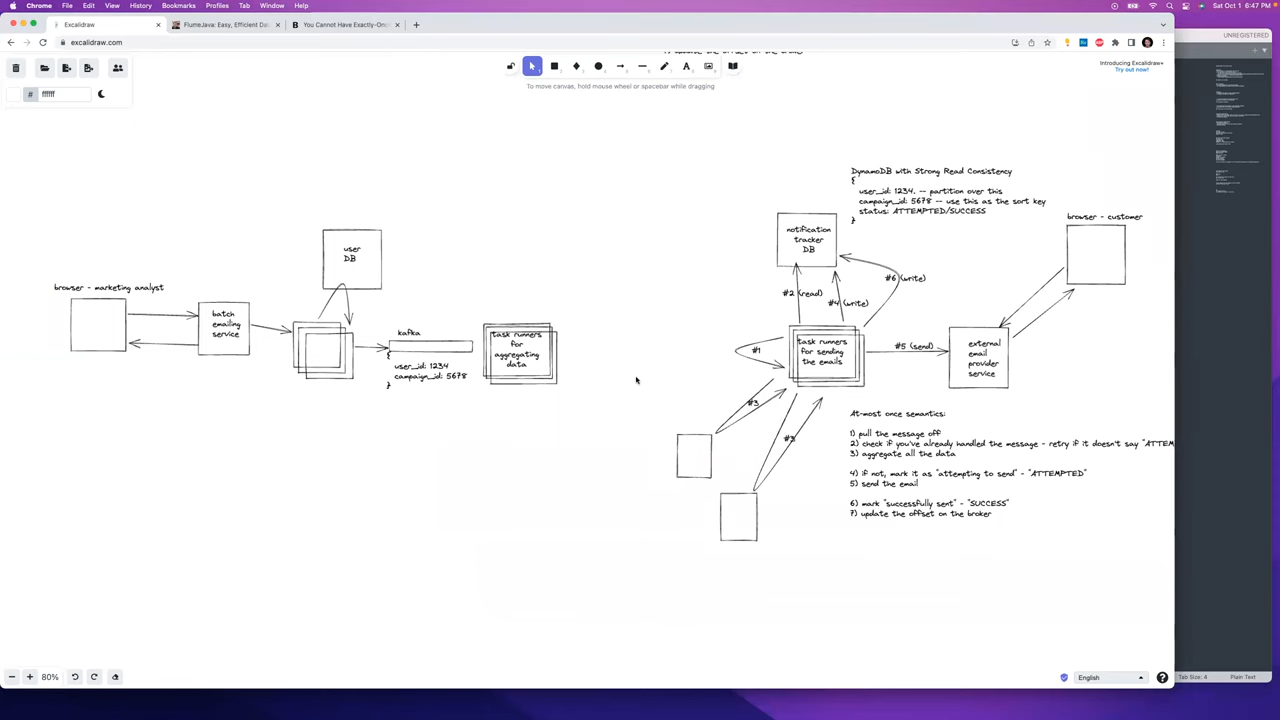 Chrome File Edit View History Bookmarks Profiles Tab Window Help
Sat Oct 1 6:47 PM
Excalidraw
FlumeJava: Easy, Efficient Da
You Cannot Have Exactly-One
UNREGISTERED
excalidraw.com
Introducing Excalidraw+
Try out now!
# ffffff
To move canvas, hold mouse wheel or spacebar while dragging
DynamoDB with Strong Read Consistency
{
user_id: 1234. -- partition over this
campaign_id: 5678 -- use this as the sort key
status: ATTEMPTED/SUCCESS
}
browser - customer
notification
tracker
DB
user
DB
browser - marketing analyst
batch
emailing
service
kafka
{
user_id: 1234
campaign_id: 5678
}
task runners
for
aggregating
data
#2 (read)
#4 (write)
#6 (write)
#1
task runners
for sending
the emails
#5 (send)
external
email
provider
service
#3
#3
At-most once semantics:
1) pull the message off
2) check if you've already handled the message - retry if it doesn't say "ATTEM
3) aggregate all the data
4) if not, mark it as "attempting to send" - "ATTEMPTED"
5) send the email
6) mark "successfully sent" - "SUCCESS"
7) update the offset on the broker
80%
English
Tab Size: 4
Plain Text